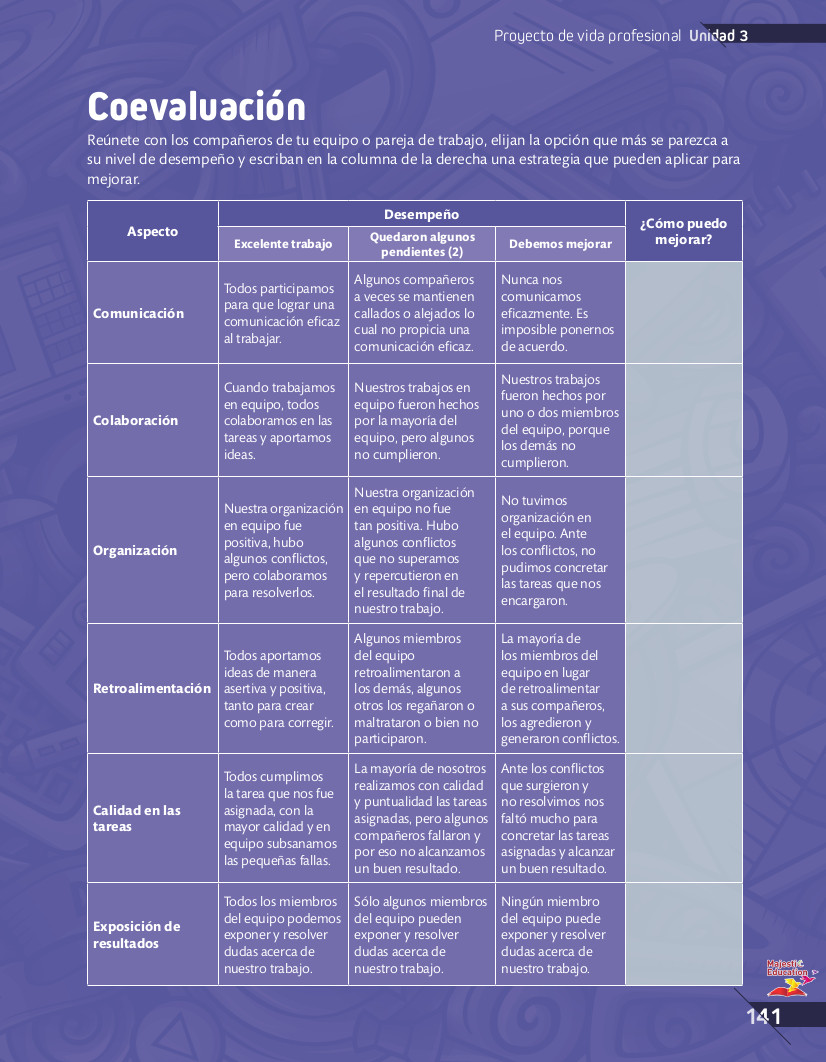 Proyecto de vida profesional Unidad 3
Coevaluación
Reúnete con los compañeros de tu equipo o pareja de trabajo, elijan la opción que más se parezca a
su nivel de desempeño y escriban en la columna de la derecha una estrategia que pueden aplicar para
mejorar.
Aspecto
Desempeño
¿Cómo puedo
mejorar?
Excelente trabajo
Quedaron algunos
pendientes (2)
Debemos mejorar
Comunicación
Todos participamos
para que lograr una
comunicación eficaz
al trabajar.
Algunos compañeros
a veces se mantienen
callados o alejados lo
cual no propicia una
comunicación eficaz.
Nunca nos
comunicamos
eficazmente. Es
imposible ponernos
de acuerdo.
Colaboración
Cuando trabajamos
en equipo, todos
colaboramos en las
tareas y aportamos
ideas.
Nuestros trabajos en
equipo fueron hechos
por la mayoría del
equipo, pero algunos
no cumplieron.
Nuestros trabajos
fueron hechos por
uno o dos miembros
del equipo, porque
los demás no
cumplieron.
Organización
Nuestra organización
en equipo fue
positiva, hubo
algunos conflictos,
pero colaboramos
para resolverlos.
Nuestra organización
en equipo no fue
tan positiva. Hubo
algunos conflictos
que no superamos
y repercutieron en
el resultado final de
nuestro trabajo.
No tuvimos
organización en
el equipo. Ante
los conflictos, no
pudimos concretar
las tareas que nos
encargaron.
Retroalimentación
Todos aportamos
ideas de manera
asertiva y positiva,
tanto para crear
como para corregir.
Algunos miembros
del equipo
retroalimentaron a
los demás, algunos
otros los regañaron o
maltrataron o bien no
participaron.
La mayoría de
los miembros del
equipo en lugar
de retroalimentar
a sus compañeros,
los agredieron y
generaron conflictos.
Calidad en las
tareas
Todos cumplimos
la tarea que nos fue
asignada, con la
mayor calidad y en
equipo subsanamos
las pequeñas fallas.
La mayoría de nosotros
realizamos con calidad
y puntualidad las tareas
asignadas, pero algunos
compañeros fallaron y
por eso no alcanzamos
un buen resultado.
Ante los conflictos
que surgieron y
no resolvimos nos
faltó mucho para
concretar las tareas
asignadas y alcanzar
un buen resultado.
Exposición de
resultados
Todos los miembros
del equipo podemos
exponer y resolver
dudas acerca de
nuestro trabajo.
Sólo algunos miembros
del equipo pueden
exponer y resolver
dudas acerca de
nuestro trabajo.
Ningún miembro
del equipo puede
exponer y resolver
dudas acerca de
nuestro trabajo.
Majestic
Education
141